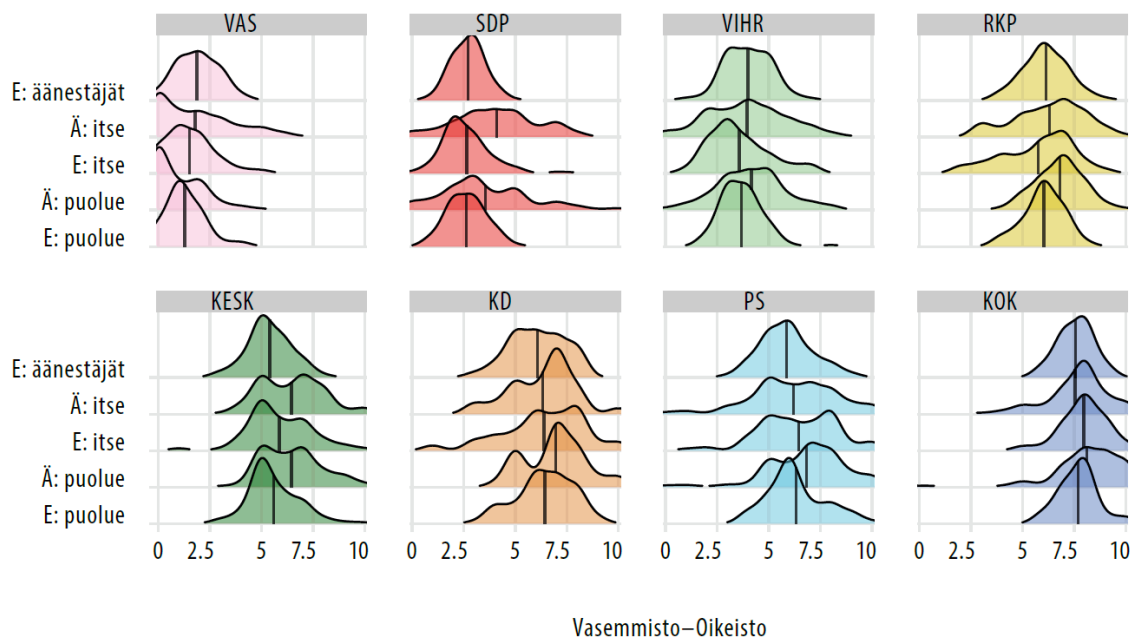 VAS SDP VIHR RKP
E: äänestäjät
Ä: itse
E: itse
Ä: puolue
E: puolue
KESK KD PS KOK
E: äänestäjät
Ä: itse
E: itse
Ä: puolue
E: puolue
0 2.5 5 7.5 10 0 2.5 5 7.5 10 0 2.5 5 7.5 10 0 2.5 5 7.5 10
Vasemmisto–Oikeisto